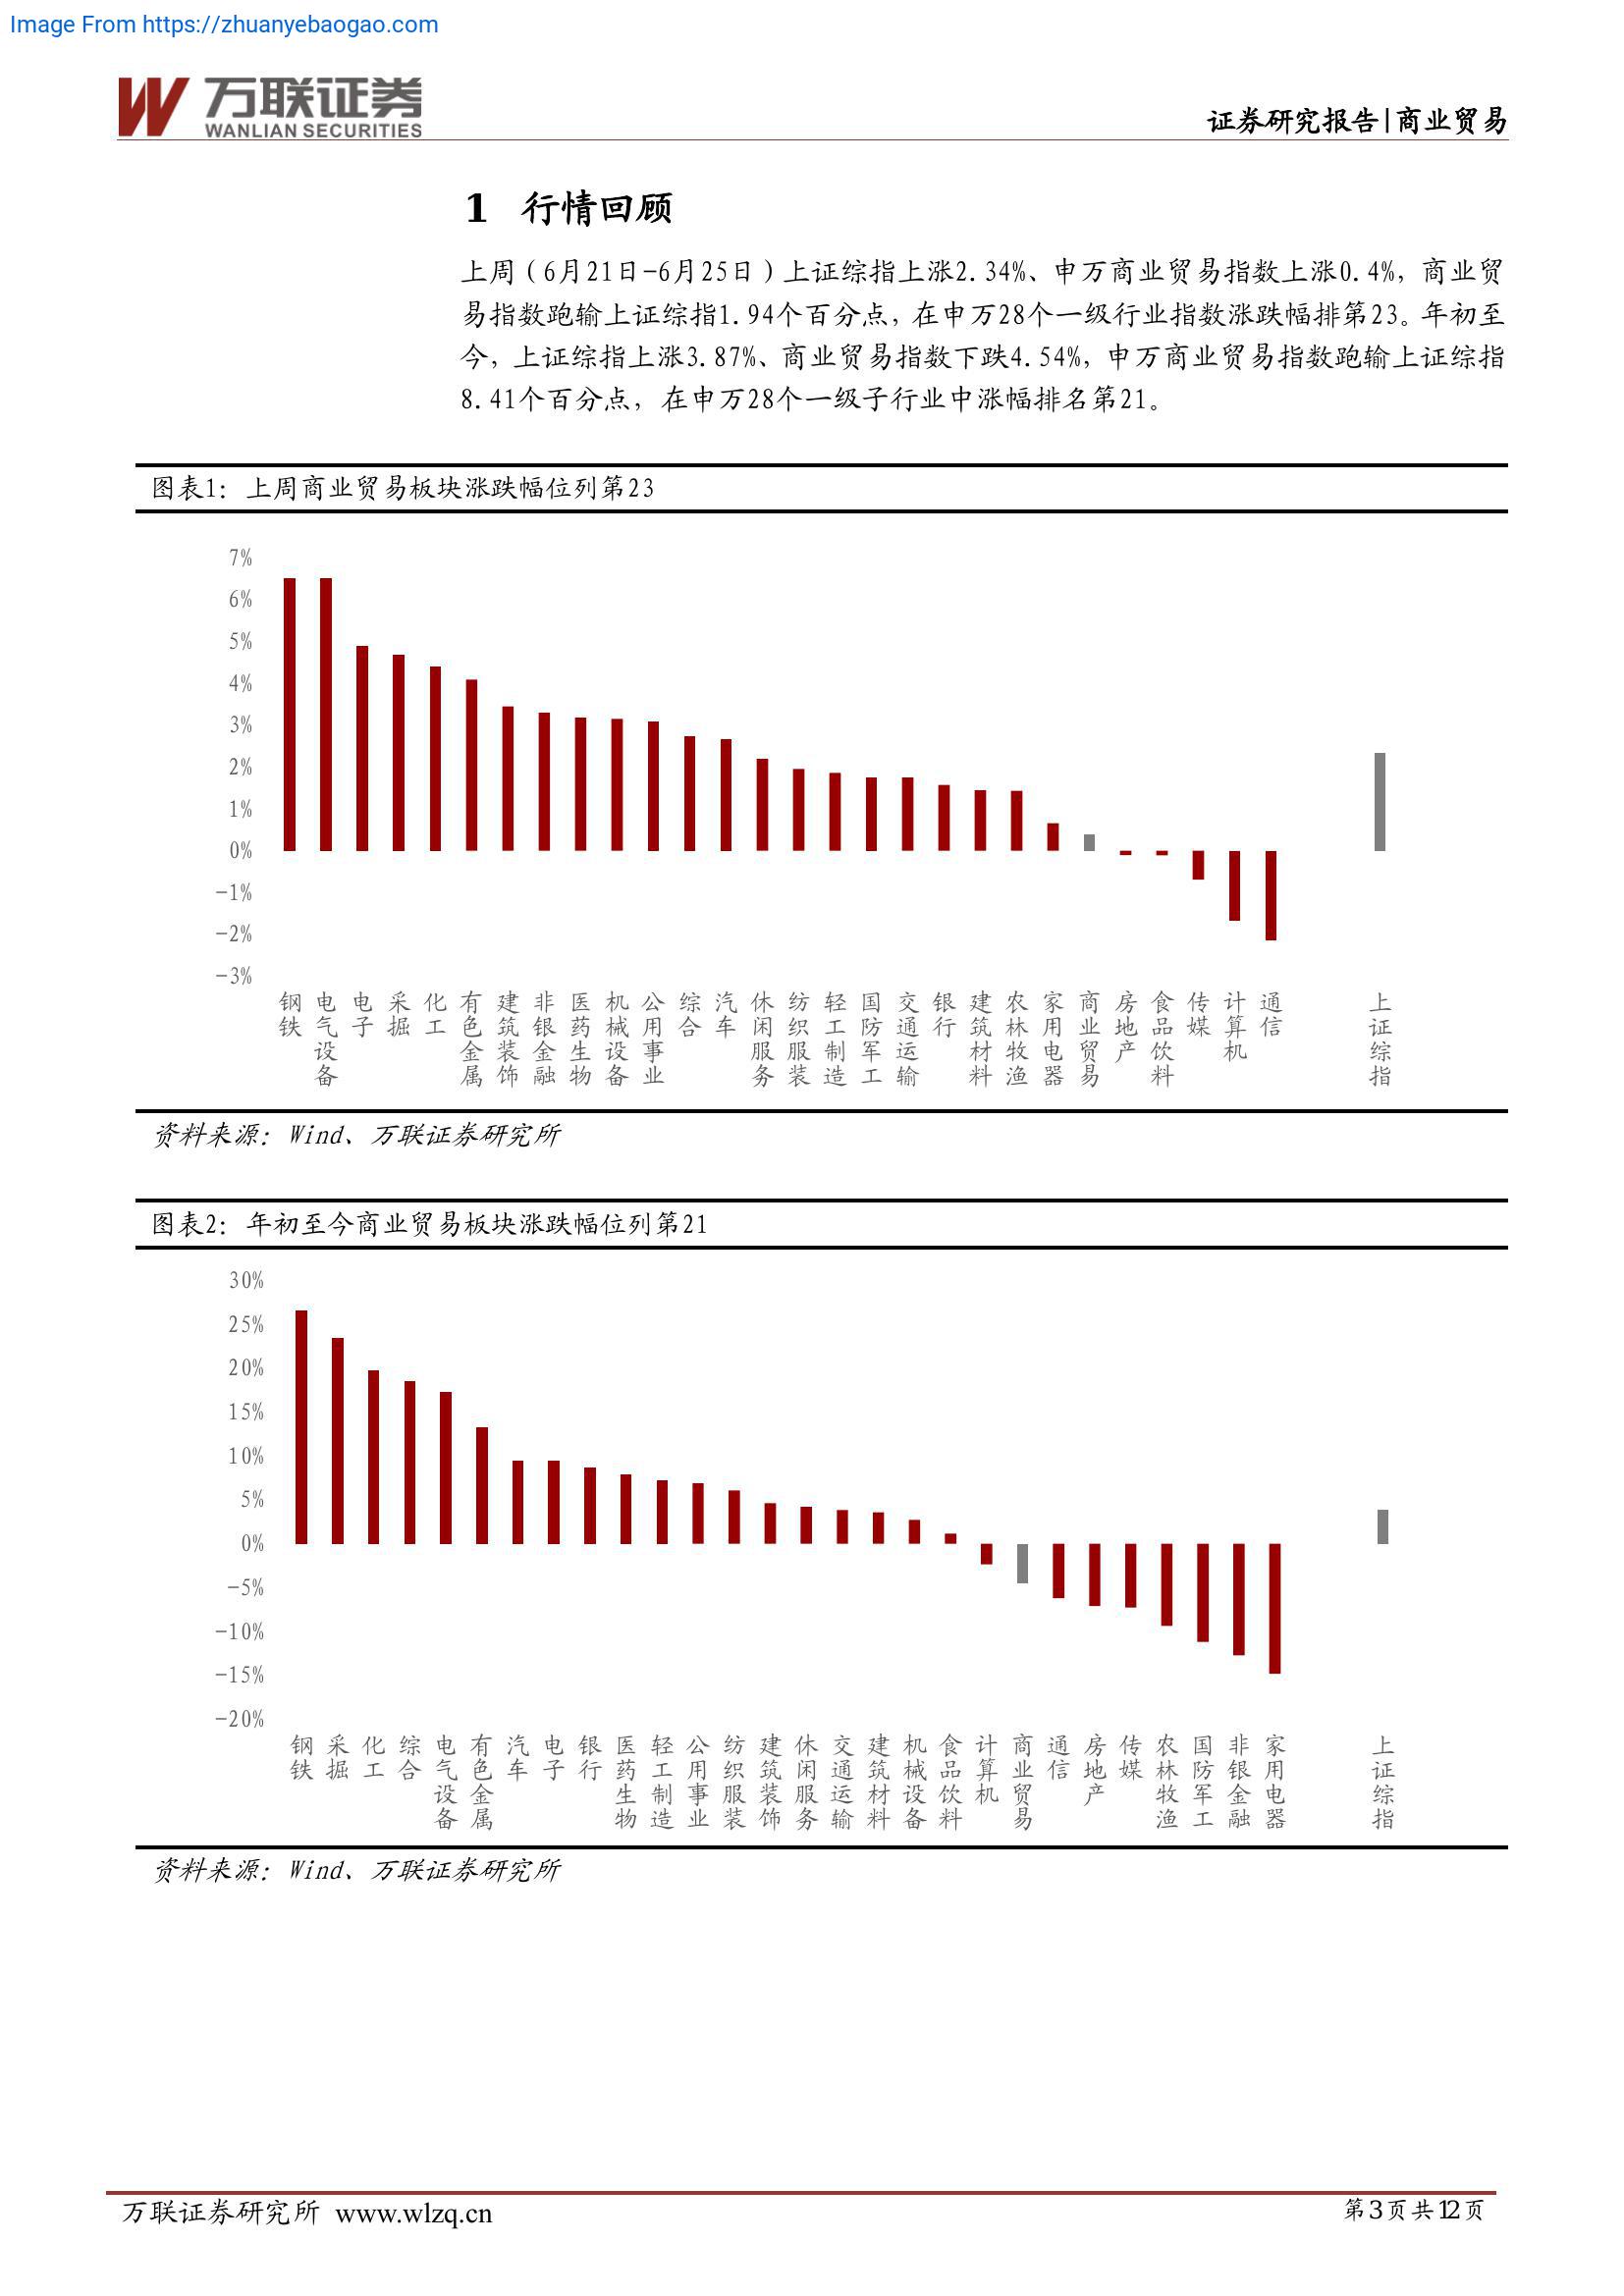 Image From https://zhuanyebaogao.com
万联证券
WANLIAN SECURITIES
证券研究报告|商业贸易
1 行情回顾
上周(6月21日-6月25日)上证综指上涨2.34%、申万商业贸易指数上涨0.4%,商业贸
易指数跑输上证综指1.94个百分点,在申万28个一级行业指数涨跌幅排第23。年初至
今,上证综指上涨3.87%、商业贸易指数下跌4.54%,申万商业贸易指数跑输上证综指
8.41个百分点,在申万28个一级子行业中涨幅排名第21。
图表1:上周商业贸易板块涨跌幅位列第23
7%
6%
5%
4%
3%
2%
1%
0%
-1%
-2%
-3%
钢铁
电气设备
电子
采掘
化工
有色金属
建筑装饰
非银金融
医药生物
机械设备
公用事业
综合
汽车
休闲服务
纺织服装
轻工制造
国防军工
交通运输
银行
建筑材料
农林牧渔
家用电器
商业贸易
房地产
食品饮料
传媒
计算机
通信
上证综指
资料来源:Wind、万联证券研究所
图表2:年初至今商业贸易板块涨跌幅位列第21
30%
25%
20%
15%
10%
5%
0%
-5%
-10%
-15%
-20%
钢铁
采掘
化工
综合
电气设备
有色金属
汽车
电子
银行
医药生物
轻工制造
公用事业
纺织服装
建筑装饰
休闲服务
交通运输
建筑材料
机械设备
食品饮料
计算机
商业贸易
通信
房地产
传媒
农林牧渔
国防军工
非银金融
家用电器
上证综指
资料来源:Wind、万联证券研究所
万联证券研究所 www.wlzq.cn
第3页共12页